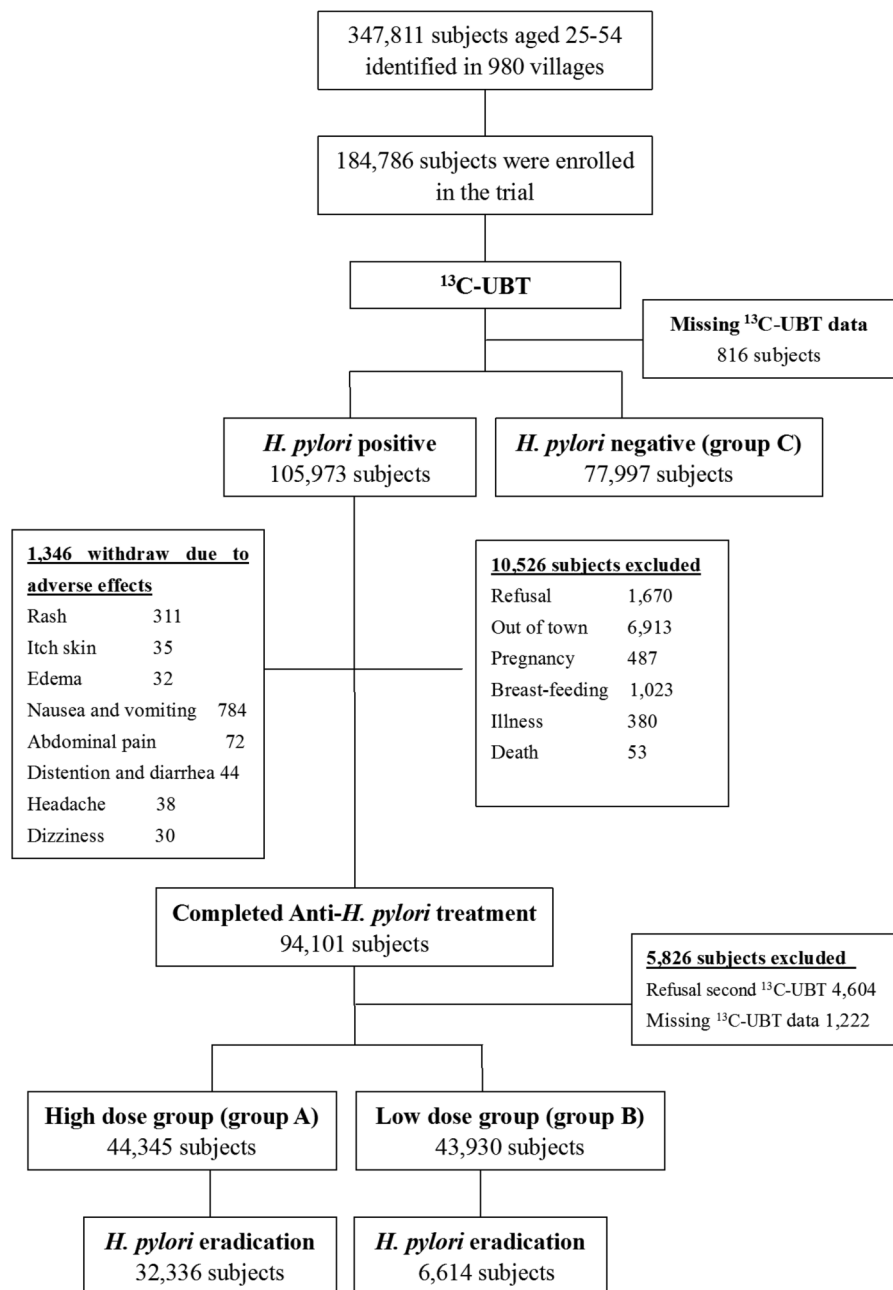 347,811 subjects aged 25-54
identified in 980 villages
184,786 subjects were enrolled
in the trial
¹³C-UBT
Missing ¹³C-UBT data
816 subjects
H. pylori positive
105,973 subjects
H. pylori negative (group C)
77,997 subjects
1,346 withdraw due to
adverse effects
Rash 311
Itch skin 35
Edema 32
Nausea and vomiting 784
Abdominal pain 72
Distention and diarrhea 44
Headache 38
Dizziness 30
10,526 subjects excluded
Refusal 1,670
Out of town 6,913
Pregnancy 487
Breast-feeding 1,023
Illness 380
Death 53
Completed Anti-H. pylori treatment
94,101 subjects
5,826 subjects excluded
Refusal second ¹³C-UBT 4,604
Missing ¹³C-UBT data 1,222
High dose group (group A)
44,345 subjects
Low dose group (group B)
43,930 subjects
H. pylori eradication
32,336 subjects
H. pylori eradication
6,614 subjects